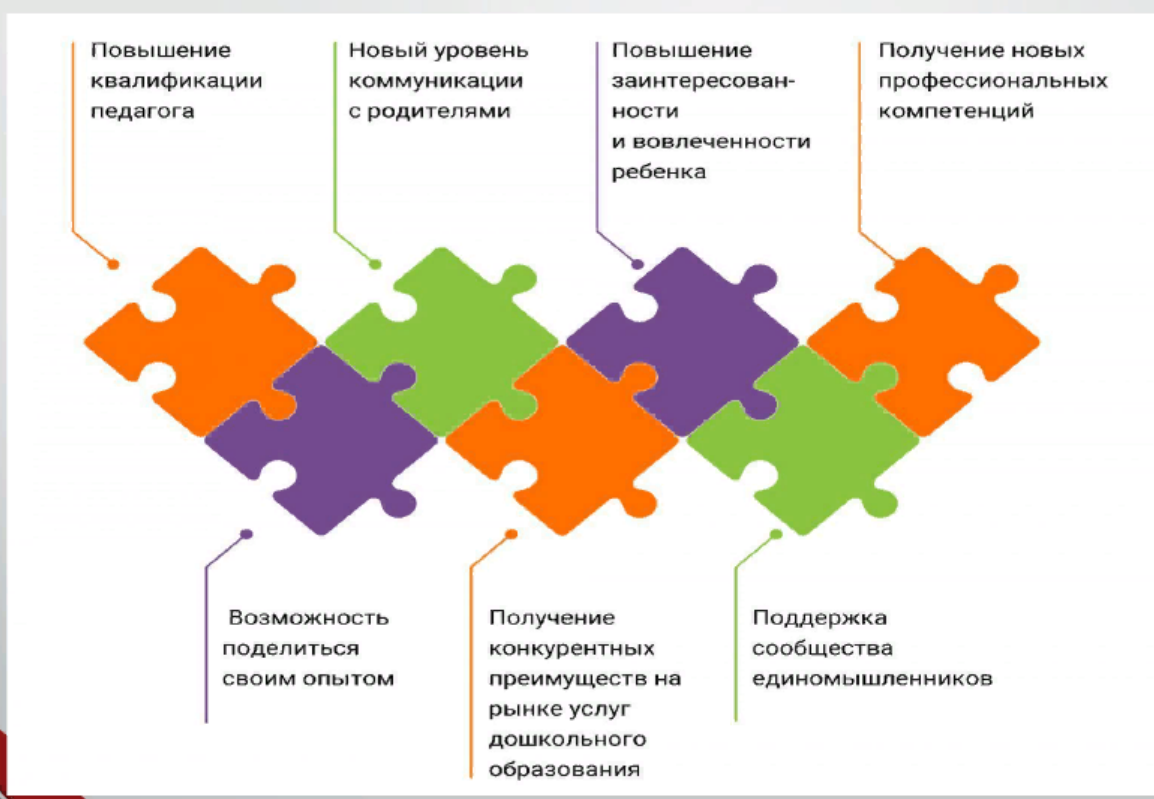 Повышение
квалификации
педагога
Новый уровень
коммуникации
с родителями
Повышение
заинтересован-
ности
и вовлеченности
ребенка
Получение новых
профессиональных
компетенций
Возможность
поделиться
своим опытом
Получение
конкурентных
преимуществ на
рынке услуг
дошкольного
образования
Поддержка
сообщества
единомышленников